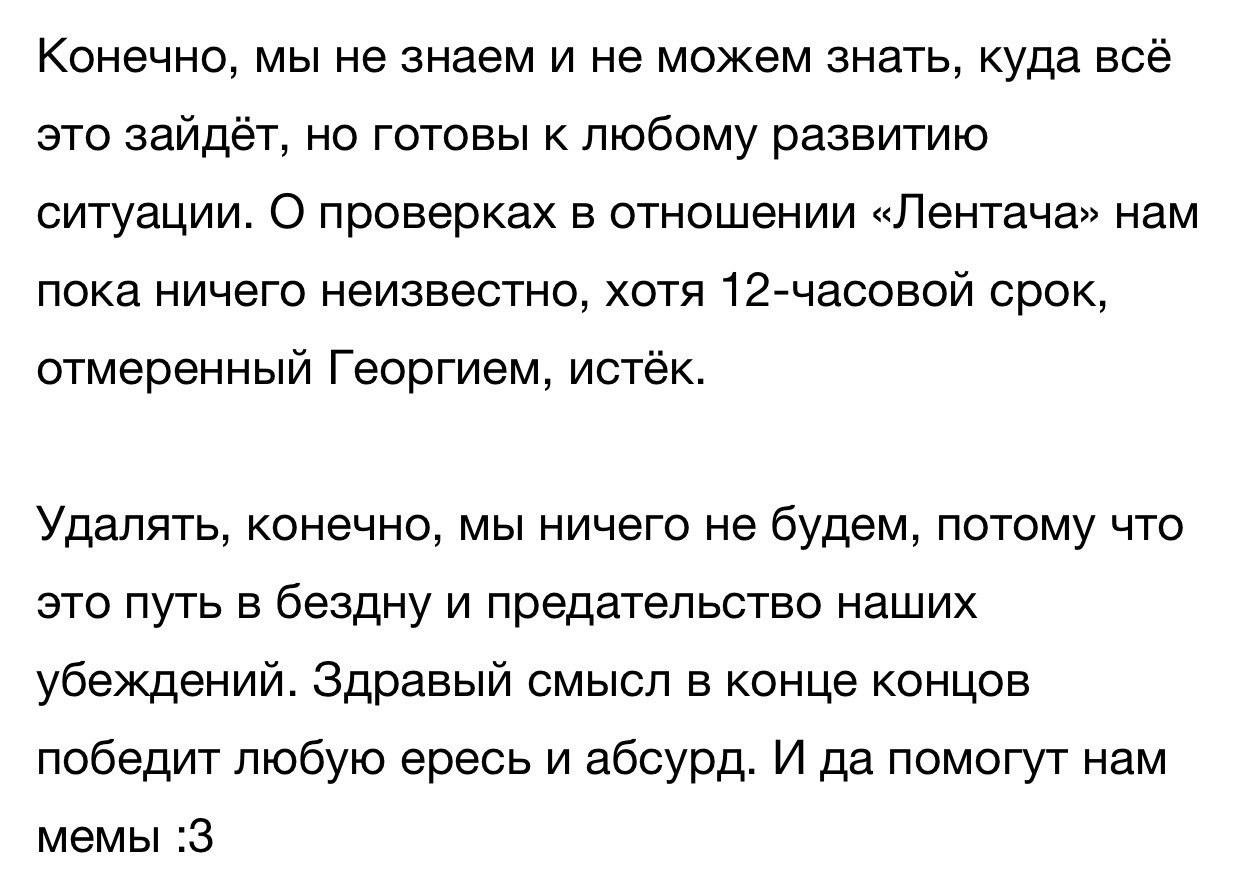 Конечно, мы не знаем и не можем знать, куда всё
это зайдёт, но готовы к любому развитию
ситуации. О проверках в отношении «Лентача» нам
пока ничего неизвестно, хотя 12-часовой срок,
отмеренный Георгием, истёк.
Удалять, конечно, мы ничего не будем, потому что
это путь в бездну и предательство наших
убеждений. Здравый смысл в конце концов
победит любую ересь и абсурд. И да помогут нам
мемы :3